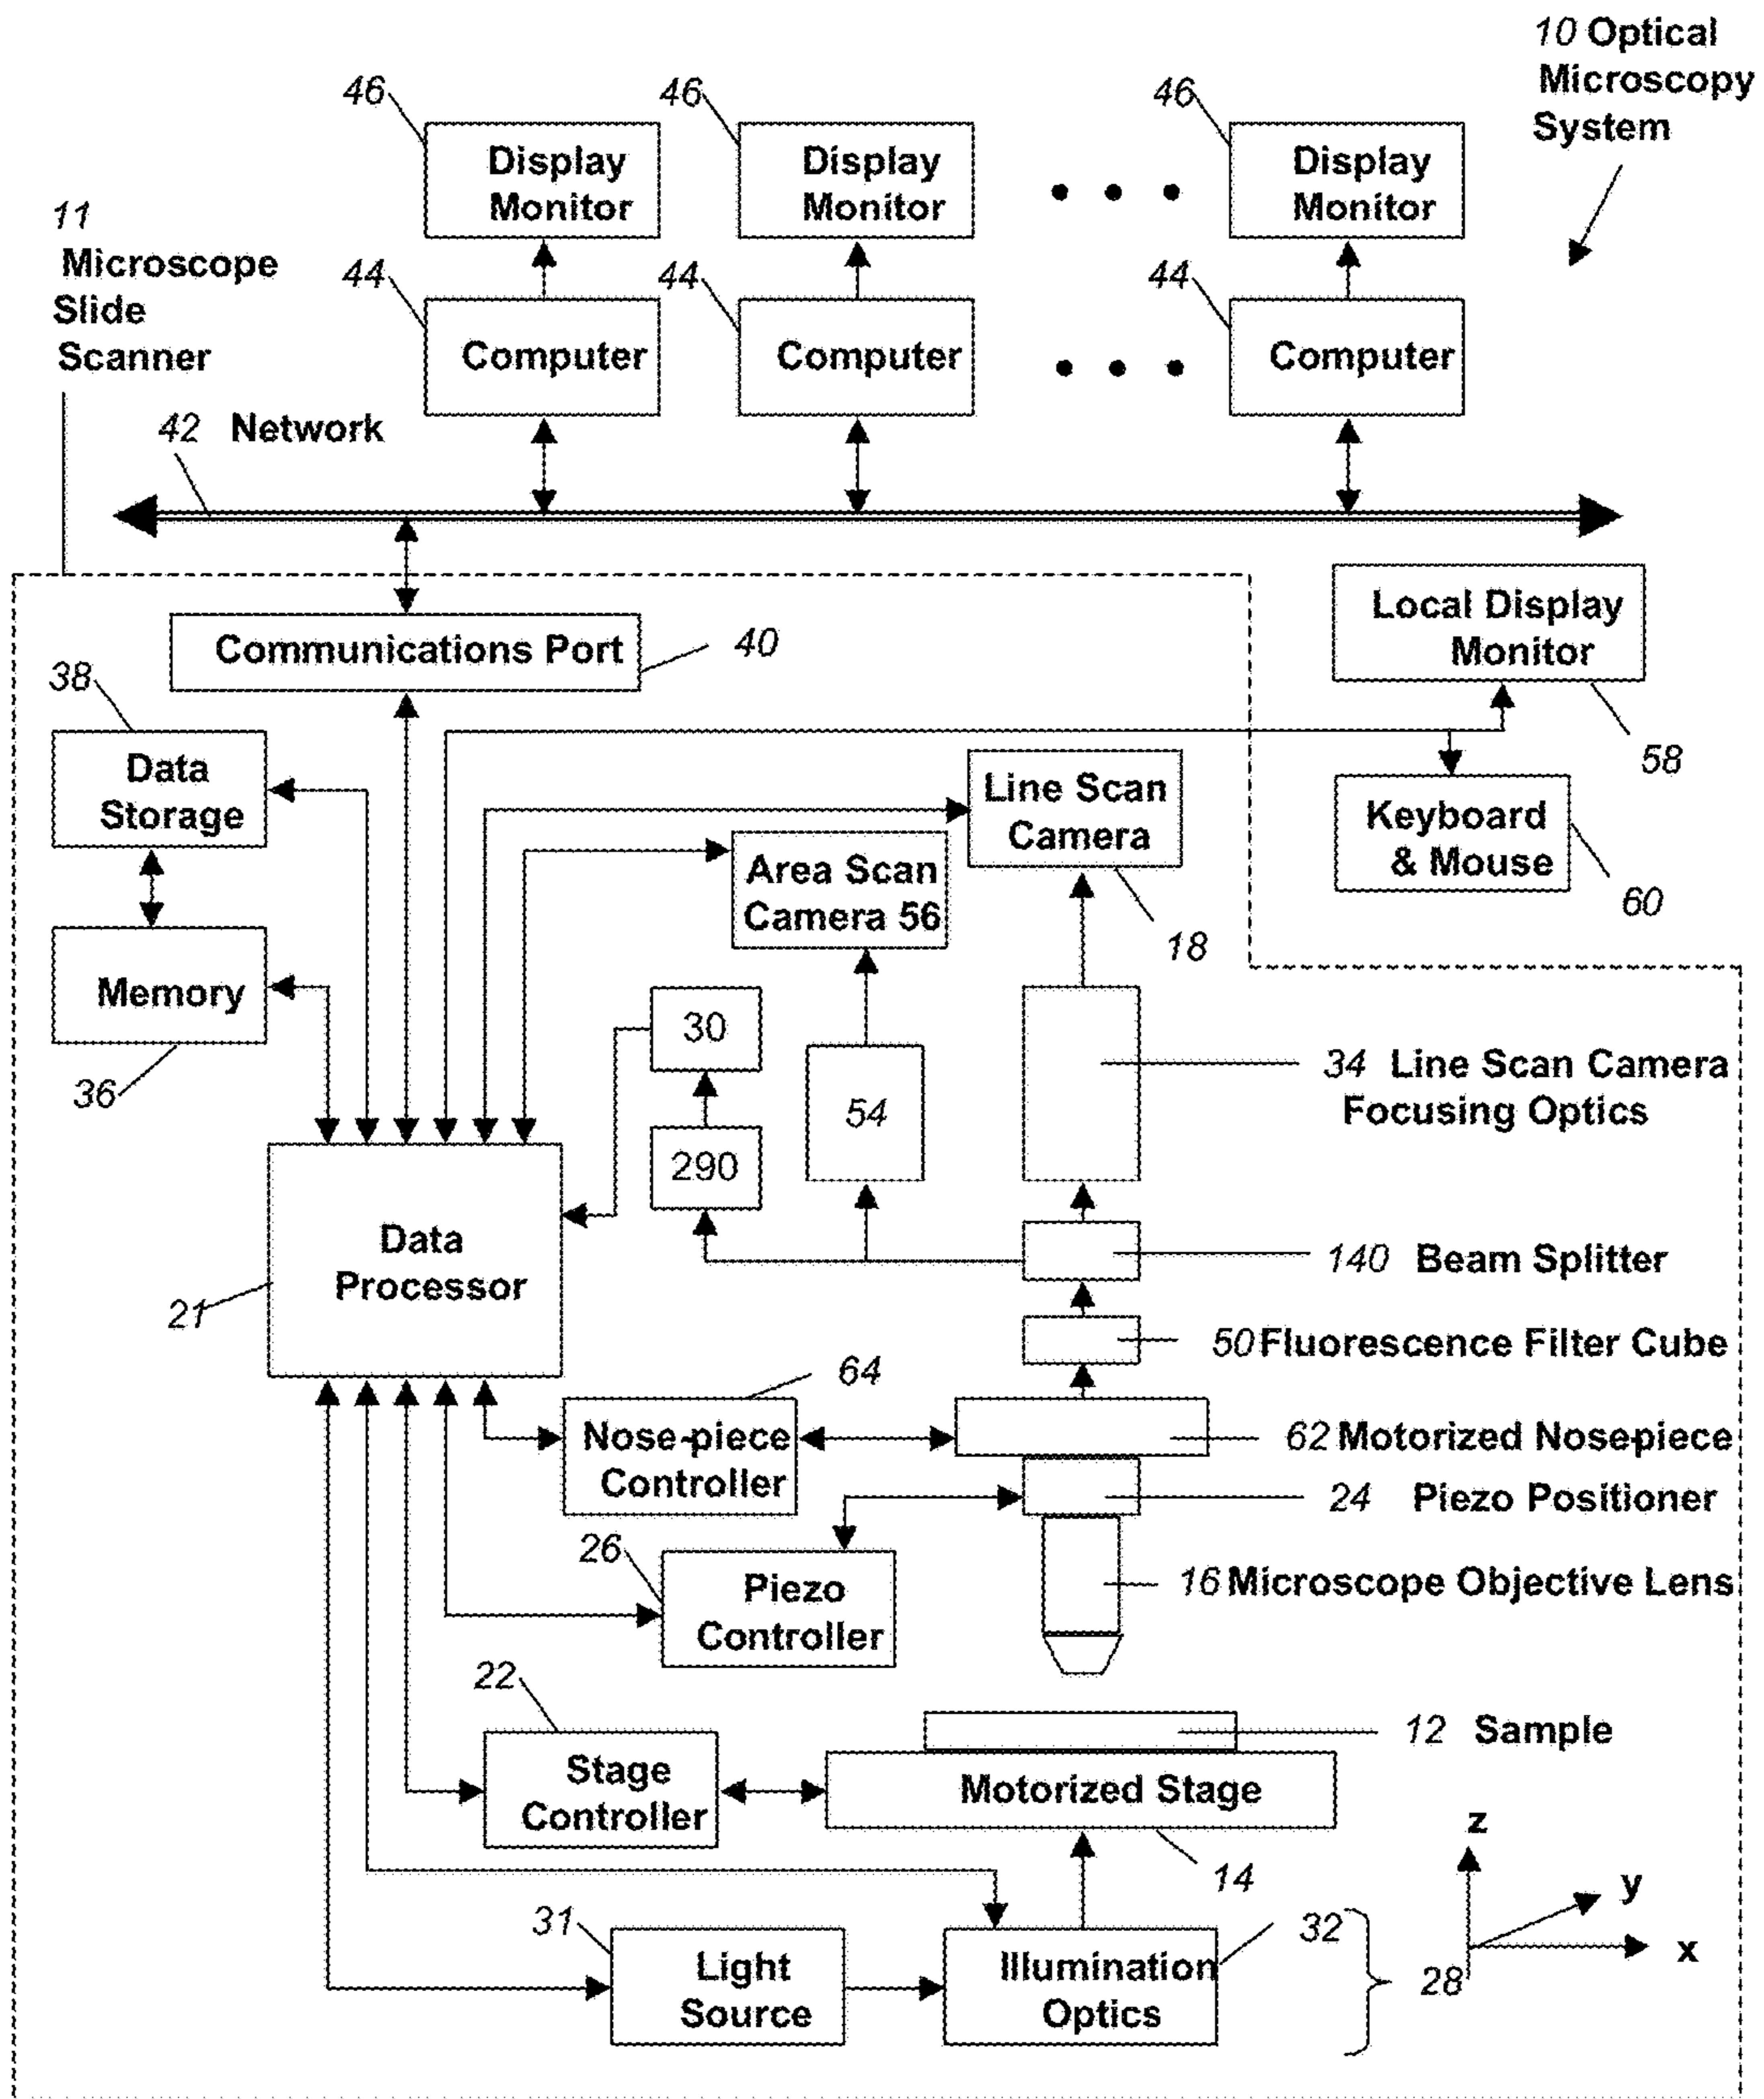 10 Optical
Microscopy
System
46
46
46
Display
Monitor
Display
Monitor
Display
Monitor
11
Microscope
Slide
Scanner
44
44
44
Computer
Computer
Computer
42 Network
Local Display
Monitor
58
Communications Port
40
38
Data
Storage
Line Scan
Camera
18
Keyboard
& Mouse
60
Area Scan
Camera 56
Memory
36
30
54
290
34 Line Scan Camera
Focusing Optics
Data
Processor
21
140 Beam Splitter
50 Fluorescence Filter Cube
64
Nose-piece
Controller
62 Motorized Nosepiece
24 Piezo Positioner
26
Piezo
Controller
16 Microscope Objective Lens
22
Stage
Controller
12 Sample
Motorized Stage
14
z
y
x
31
Light
Source
Illumination
Optics
32
28